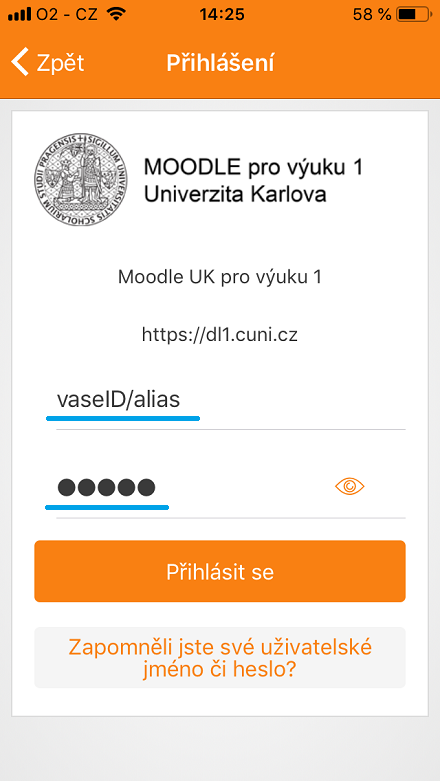 O2 - CZ 14:25 58 %
Zpět Přihlášení
SIGILLUM UNIVERSITATIS SCHOLARIUM STUDII PRAGENSIS
MOODLE pro výuku 1
Univerzita Karlova
Moodle UK pro výuku 1
https://dl1.cuni.cz
vaseID/alias
●●●●●
Přihlásit se
Zapomněli jste své uživatelské
jméno či heslo?